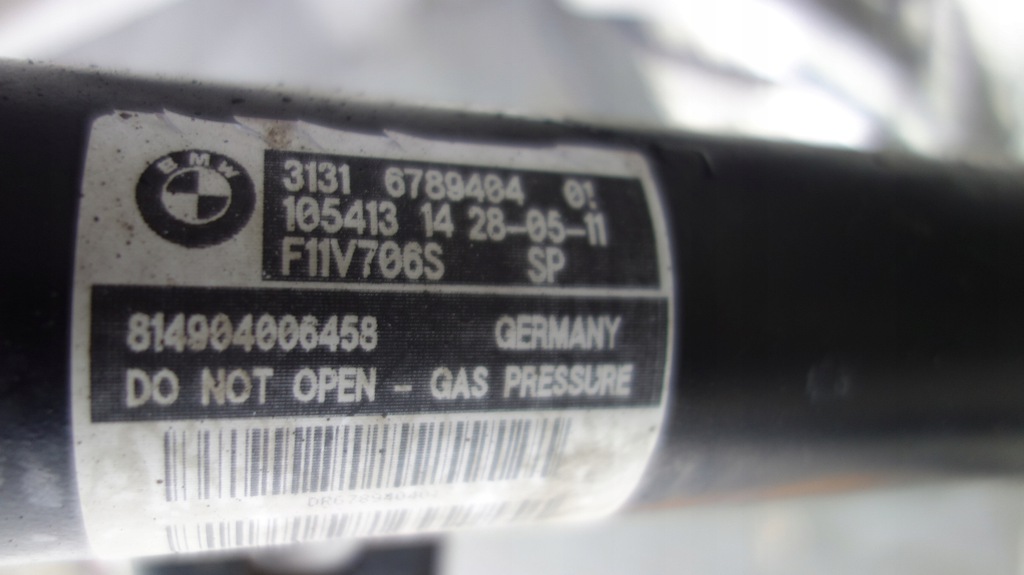 BMW
3131 6789404 01
105413 14 28-05-11
F11V706S SP
814904006458 GERMANY
DO NOT OPEN - GAS PRESSURE